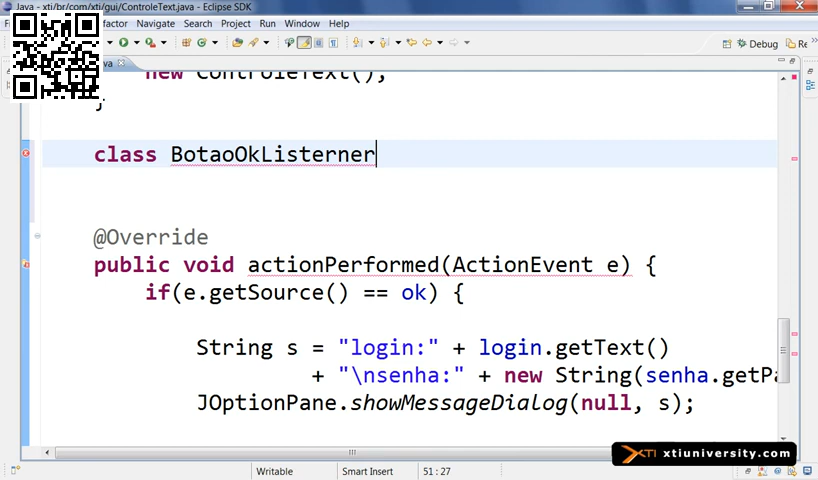 Java - xti/br/com/xti/gui/ControleText.java - Eclipse SDK
Navigate Search Project Run Window Help
Debug Re
new ControleText();
}
class BotaoOkListerner
@Override
public void actionPerformed(ActionEvent e) {
if(e.getSource() == ok) {
String s = "login:" + login.getText()
+ "\nsenha:" + new String(senha.getPa
JOptionPane.showMessageDialog(null, s);
XTI xtiuniversity.com
Writable Smart Insert 51 : 27